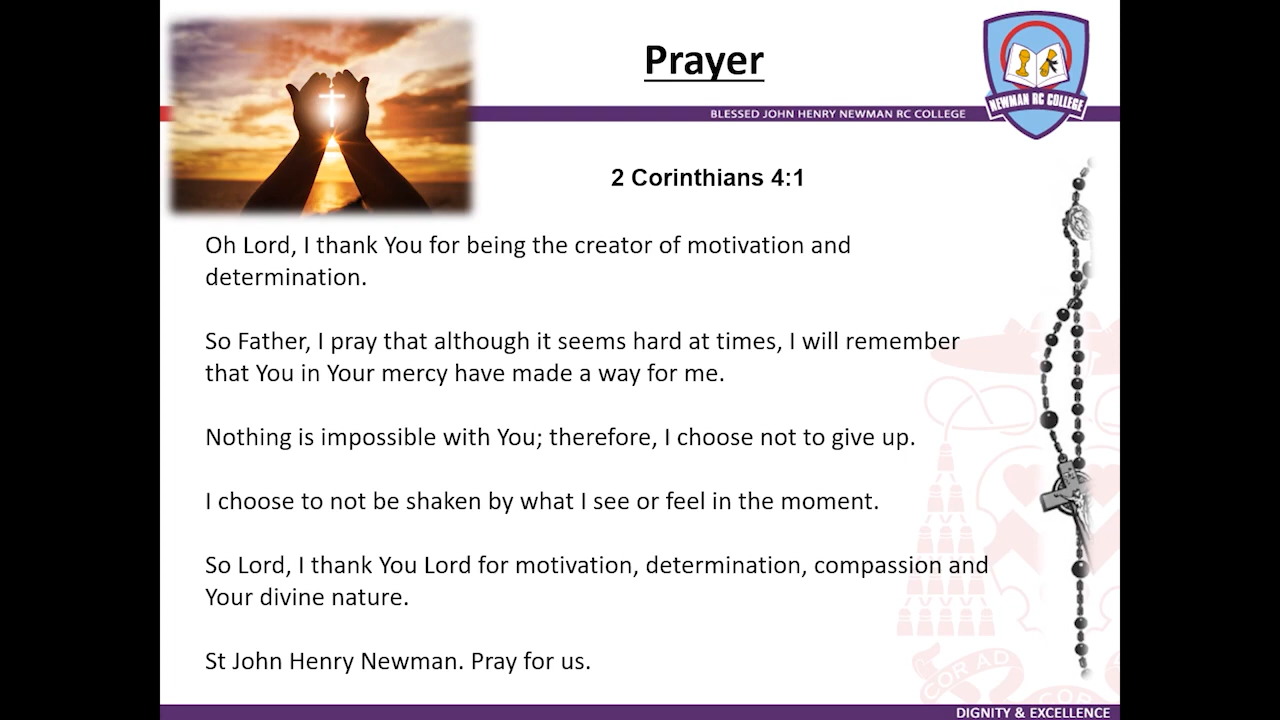 Prayer
NEWMAN RC COLLEGE
BLESSED JOHN HENRY NEWMAN RC COLLEGE
2 Corinthians 4:1
Oh Lord, I thank You for being the creator of motivation and
determination.
So Father, I pray that although it seems hard at times, I will remember
that You in Your mercy have made a way for me.
Nothing is impossible with You; therefore, I choose not to give up.
I choose to not be shaken by what I see or feel in the moment.
So Lord, I thank You Lord for motivation, determination, compassion and
Your divine nature.
St John Henry Newman. Pray for us.
COR AD
COR
DIGNITY & EXCELLENCE